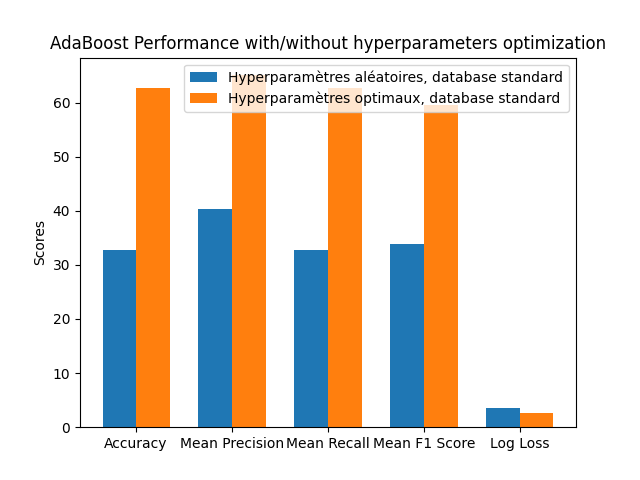 AdaBoost Performance with/without hyperparameters optimization
Hyperparamètres aléatoires, database standard
Hyperparamètres optimaux, database standard
Scores
60
50
40
30
20
10
0
Accuracy Mean Precision Mean Recall Mean F1 Score Log Loss